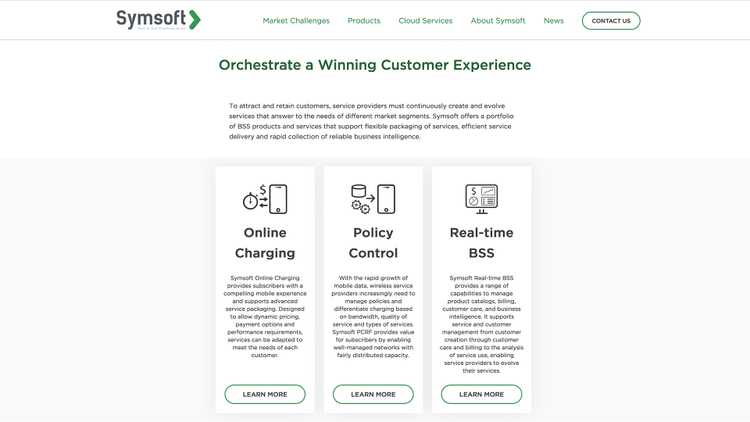 Symsoft
Market Challenges
Products
Cloud Services
About Symsoft
News
CONTACT US
Orchestrate a Winning Customer Experience
To attract and retain customers, service providers must continuously create and evolve
services that answer to the needs of different market segments. Symsoft offers a portfolio
of BSS products and services that support flexible packaging of services, efficient service
delivery and rapid collection of reliable business intelligence.
Online
Charging
Symsoft Online Charging
provides subscribers with a
compelling mobile experience
and supports advanced
service packaging. Designed
to allow dynamic pricing,
payment options and
performance requirements,
services can be adapted to
meet the needs of each
customer.
LEARN MORE
Policy
Control
With the rapid growth of
mobile data, wireless service
providers increasingly need to
manage policies and
differentiate charging based
on bandwidth, quality of
service and types of services.
Symsoft PCRF provides value
for subscribers by enabling
well-managed networks with
fairly distributed capacity.
LEARN MORE
Real-time
BSS
Symsoft Real-time BSS
provides a range of
capabilities to manage
product catalogs, billing,
customer care, and business
intelligence. It supports
service and customer
management from customer
creation through customer
care and billing to the analysis
of service use, enabling
service providers to evolve
their services.
LEARN MORE